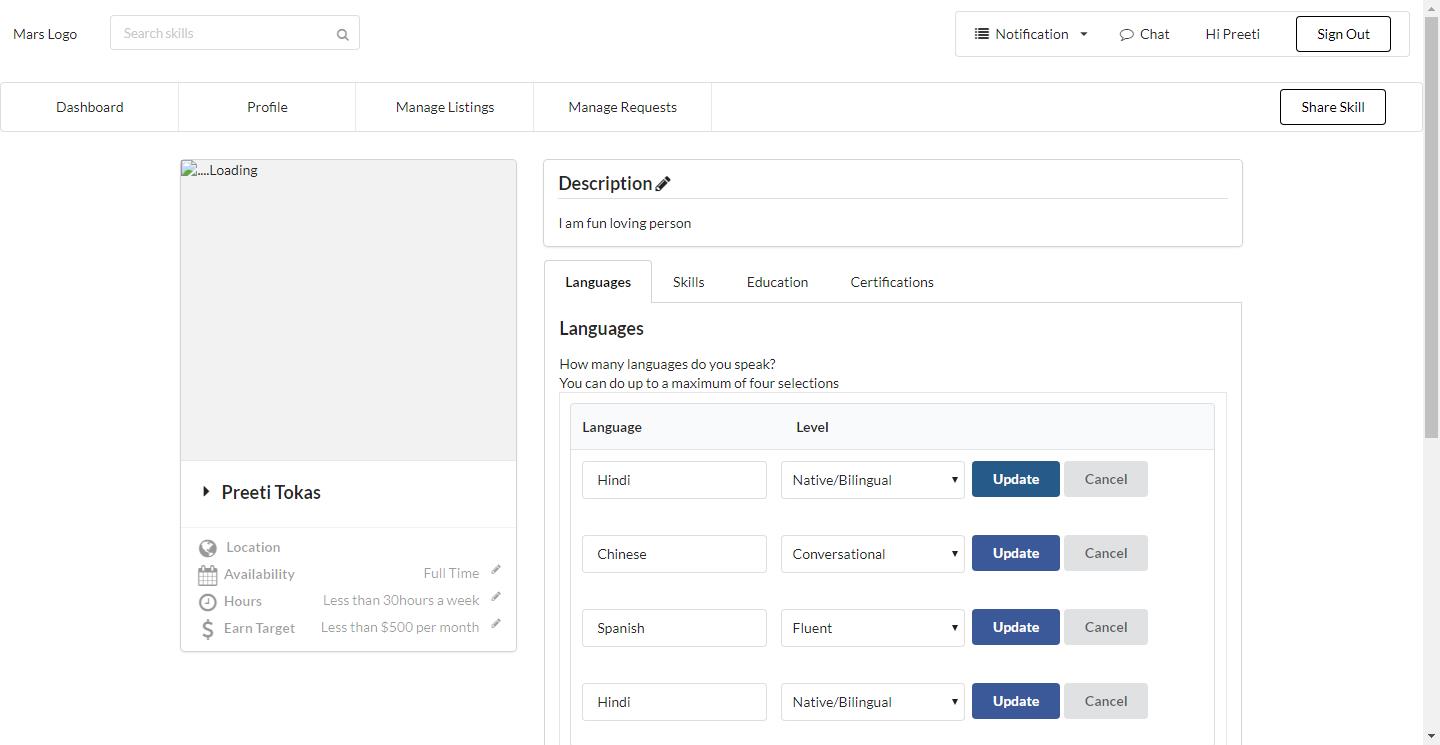 Mars Logo
Search skills
Notification
Chat
Hi Preeti
Sign Out
Dashboard
Profile
Manage Listings
Manage Requests
Share Skill
....Loading
Preeti Tokas
Location
Availability Full Time
Hours Less than 30hours a week
Earn Target Less than $500 per month
Description
I am fun loving person
Languages Skills Education Certifications
Languages
How many languages do you speak?
You can do up to a maximum of four selections
Language Level
Hindi Native/Bilingual Update Cancel
Chinese Conversational Update Cancel
Spanish Fluent Update Cancel
Hindi Native/Bilingual Update Cancel